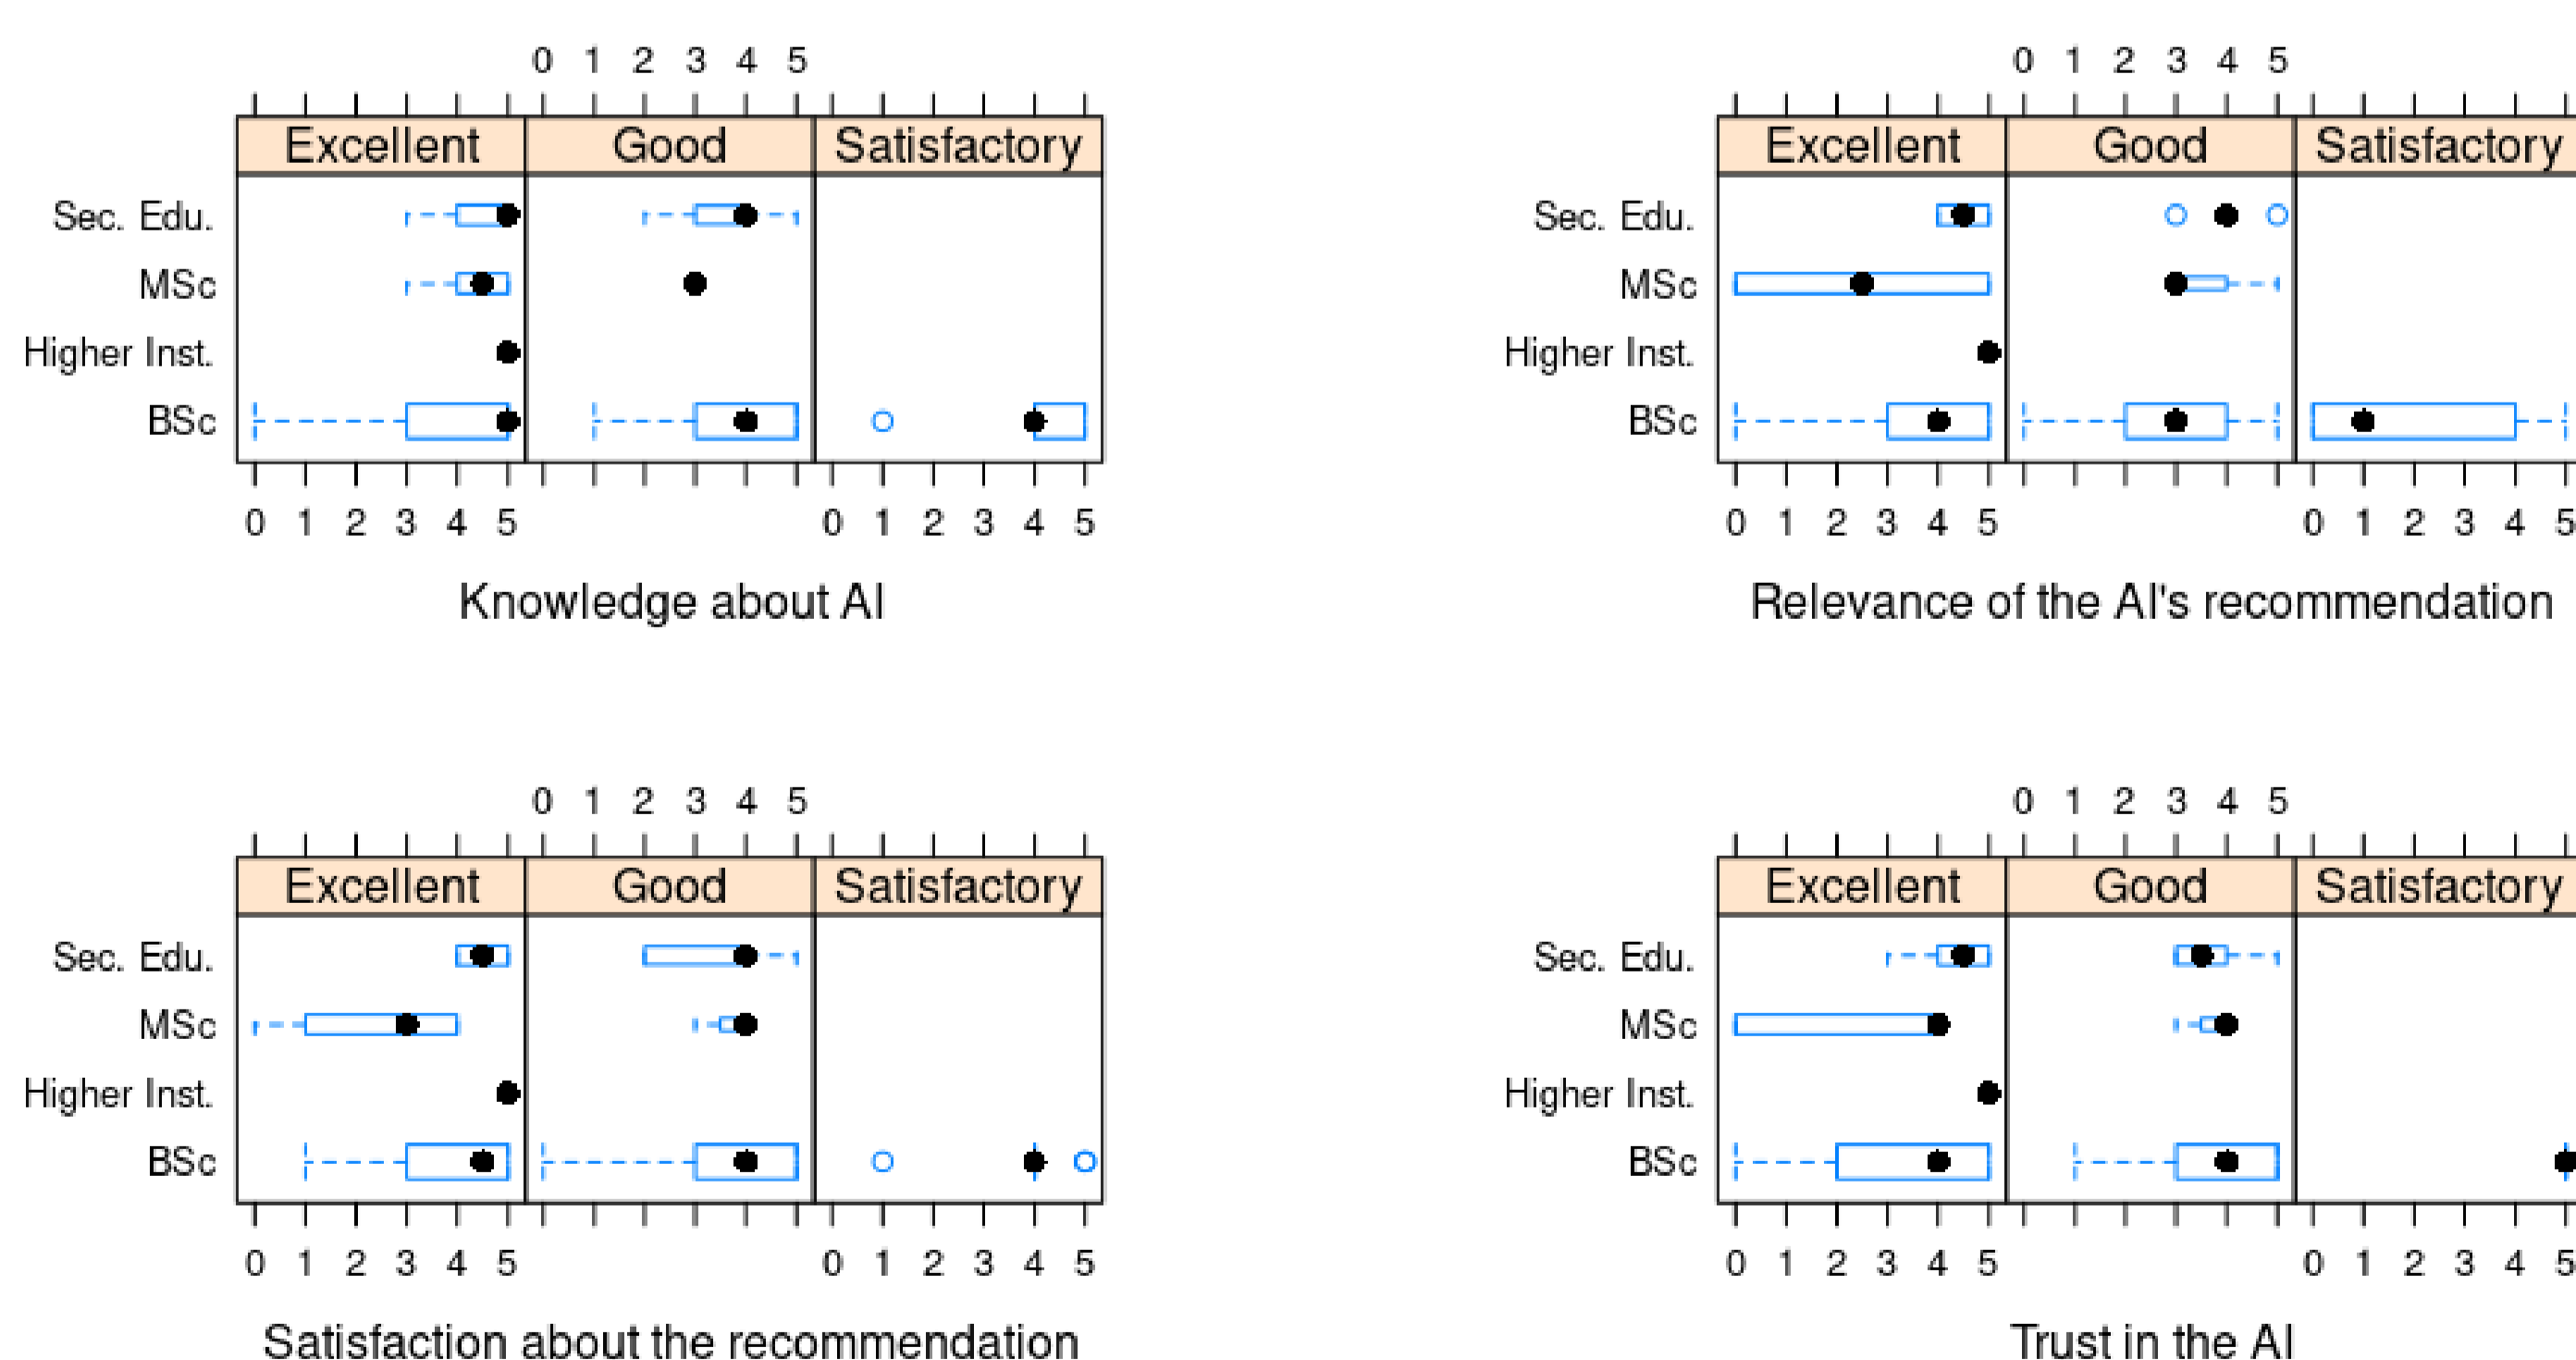 0 1 2 3 4 5
Excellent Good Satisfactory
Sec. Edu.
MSc
Higher Inst.
BSc
0 1 2 3 4 5 0 1 2 3 4 5
Knowledge about AI
0 1 2 3 4 5
Excellent Good Satisfactory
Sec. Edu.
MSc
Higher Inst.
BSc
0 1 2 3 4 5 0 1 2 3 4 5
Relevance of the AI's recommendation
0 1 2 3 4 5
Excellent Good Satisfactory
Sec. Edu.
MSc
Higher Inst.
BSc
0 1 2 3 4 5 0 1 2 3 4 5
Satisfaction about the recommendation
0 1 2 3 4 5
Excellent Good Satisfactory
Sec. Edu.
MSc
Higher Inst.
BSc
0 1 2 3 4 5 0 1 2 3 4 5
Trust in the AI